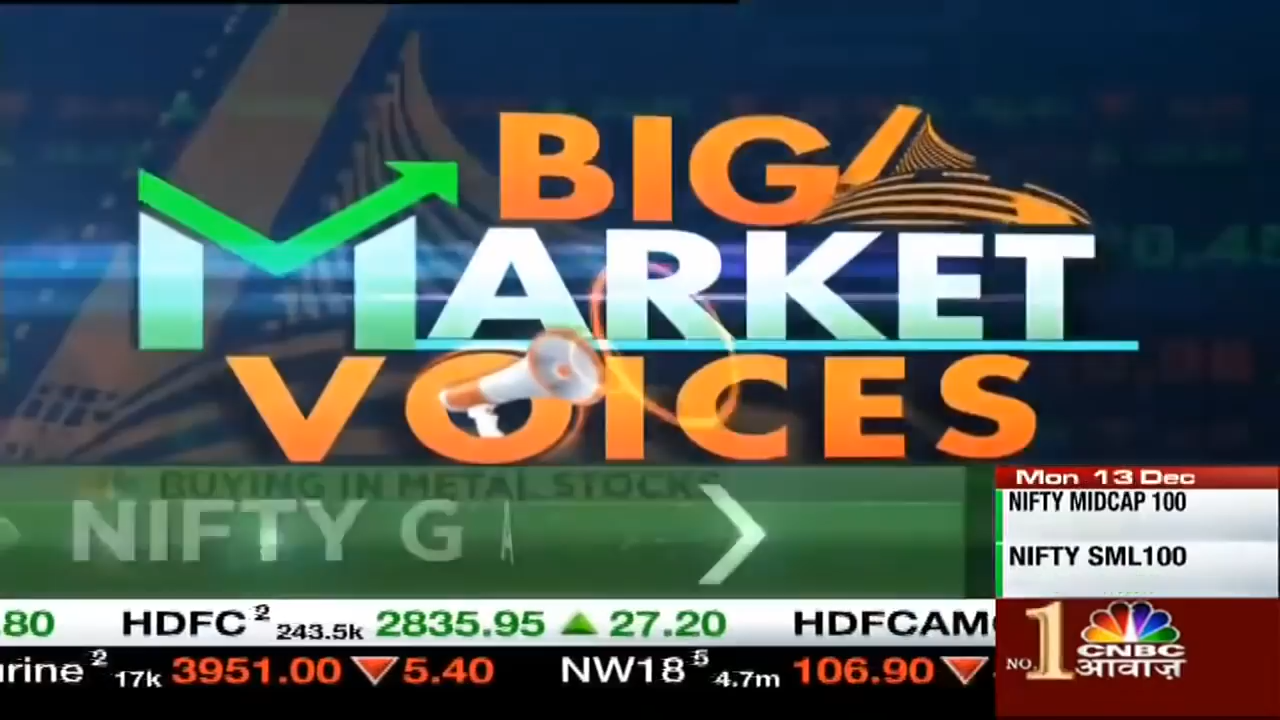 BIG
MARKET
VOICES
BUYING IN METAL STOCKS
NIFTY G
Mon 13 Dec
NIFTY MIDCAP 100
NIFTY SML100
.80 HDFC 2 243.5k 2835.95 ▲ 27.20 HDFCAM
urine 2 17k 3951.00 ▼ 5.40 NW18 5 4.7m 106.90 ▼
NO. 1 CNBC
आवाज़